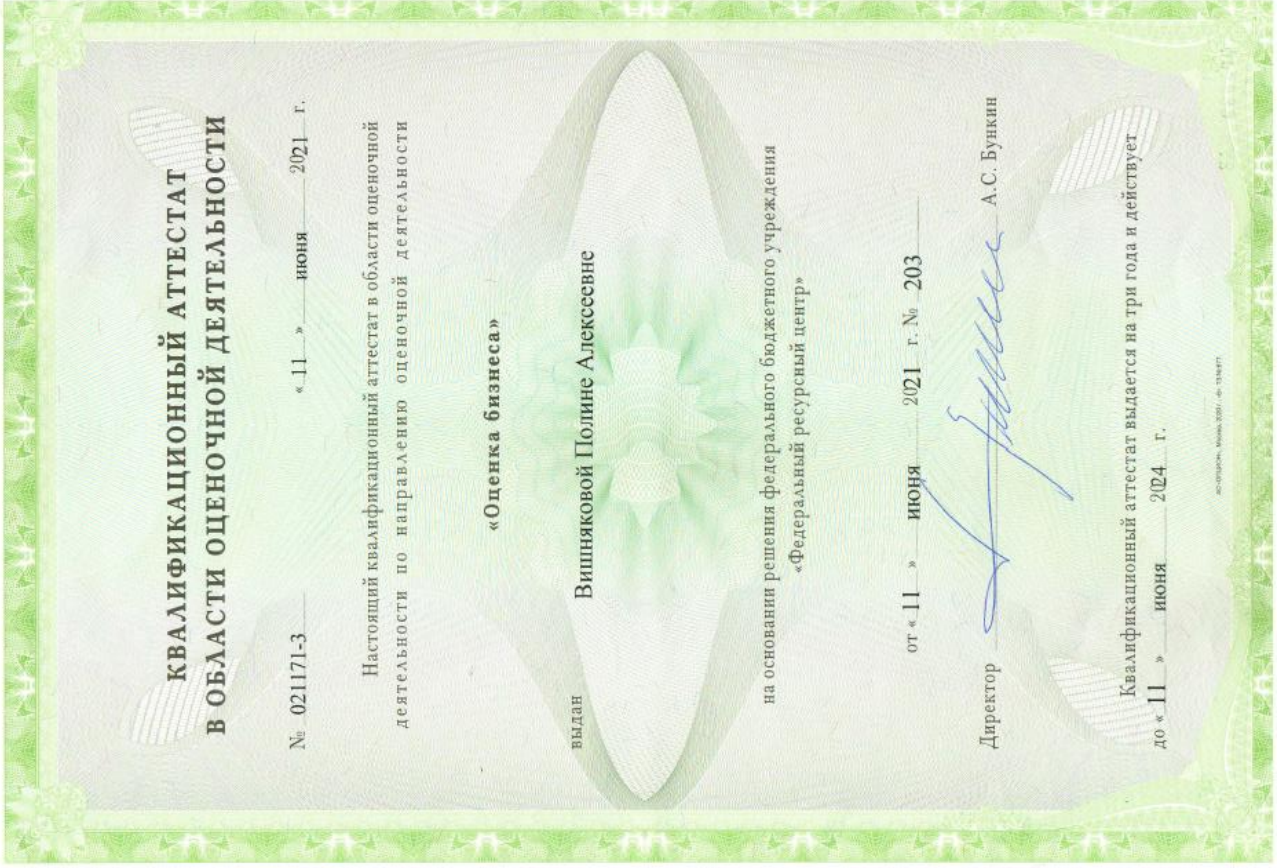 КВАЛИФИКАЦИОННЫЙ АТТЕСТАТ
В ОБЛАСТИ ОЦЕНОЧНОЙ ДЕЯТЕЛЬНОСТИ
№ 021171-3 « 11 » июня 2021 г.
Настоящий квалификационный аттестат в области оценочной
деятельности по направлению оценочной деятельности
«Оценка бизнеса»
выдан Вишняковой Полине Алексеевне
на основании решения федерального бюджетного учреждения
«Федеральный ресурсный центр»
от « 11 » июня 2021 г. № 203
Директор А.С. Бункин
Квалификационный аттестат выдается на три года и действует
до « 11 » июня 2024 г.